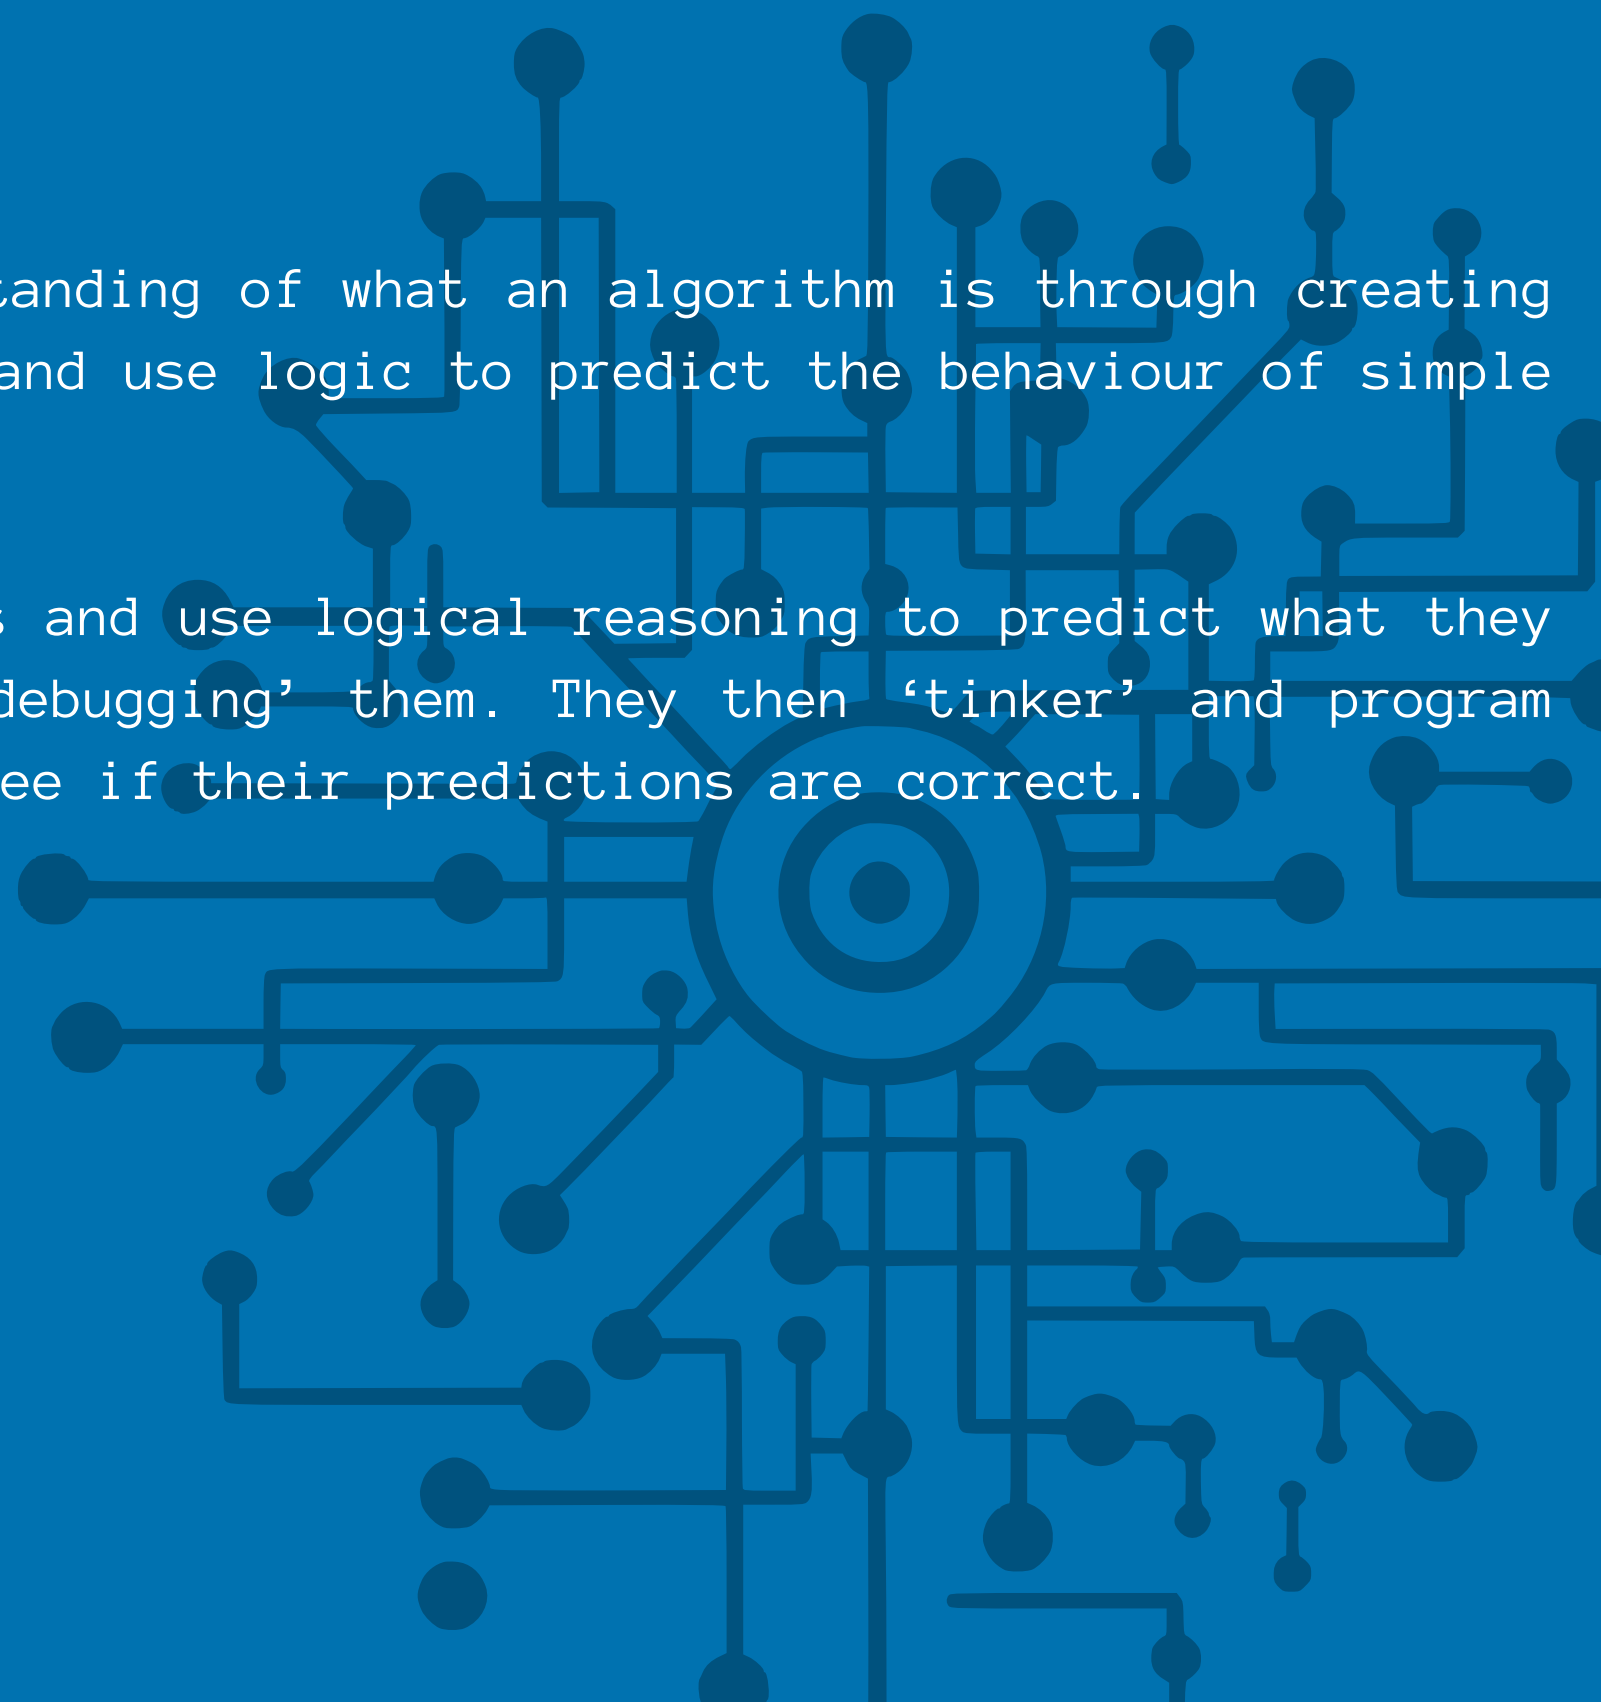 tanding of what an algorithm is through creating
and use logic to predict the behaviour of simple
s and use logical reasoning to predict what they
debugging’ them. They then ‘tinker’ and program
ee if their predictions are correct.